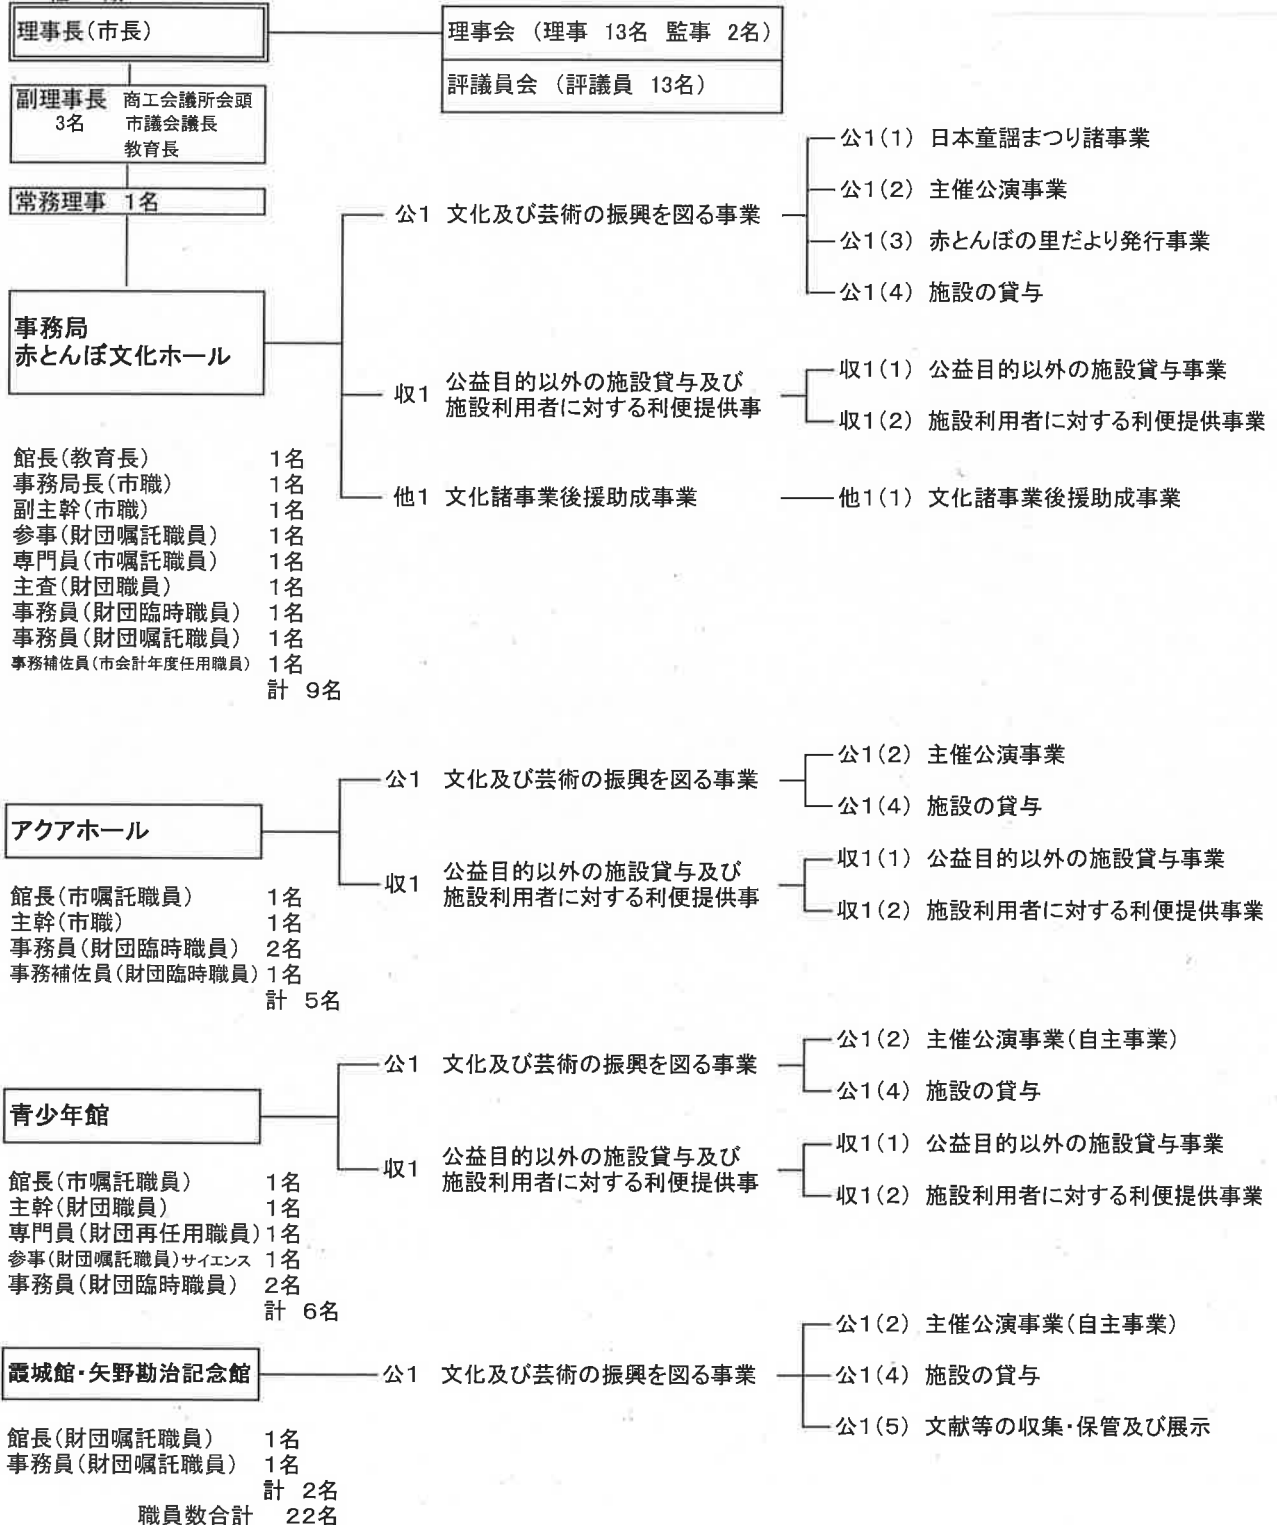 理事長(市長)
理事会 (理事 13名 監事 2名)
評議員会 (評議員 13名)
副理事長 商工会議所会頭
3名 市議会議長
教育長
常務理事 1名
事務局
赤とんぼ文化ホール
公1 文化及び芸術の振興を図る事業
公1(1) 日本童謡まつり諸事業
公1(2) 主催公演事業
公1(3) 赤とんぼの里だより発行事業
公1(4) 施設の貸与
収1 公益目的以外の施設貸与及び
施設利用者に対する利便提供事
収1(1) 公益目的以外の施設貸与事業
収1(2) 施設利用者に対する利便提供事業
他1 文化諸事業後援助成事業
他1(1) 文化諸事業後援助成事業
館長(教育長) 1名
事務局長(市職) 1名
副主幹(市職) 1名
参事(財団嘱託職員) 1名
専門員(市嘱託職員) 1名
主査(財団職員) 1名
事務員(財団臨時職員) 1名
事務員(財団嘱託職員) 1名
事務補佐員(市会計年度任用職員) 1名
計 9名
アクアホール
公1 文化及び芸術の振興を図る事業
公1(2) 主催公演事業
公1(4) 施設の貸与
収1 公益目的以外の施設貸与及び
施設利用者に対する利便提供事
収1(1) 公益目的以外の施設貸与事業
収1(2) 施設利用者に対する利便提供事業
館長(市嘱託職員) 1名
主幹(市職) 1名
事務員(財団臨時職員) 2名
事務補佐員(財団臨時職員) 1名
計 5名
青少年館
公1 文化及び芸術の振興を図る事業
公1(2) 主催公演事業(自主事業)
公1(4) 施設の貸与
収1 公益目的以外の施設貸与及び
施設利用者に対する利便提供事
収1(1) 公益目的以外の施設貸与事業
収1(2) 施設利用者に対する利便提供事業
館長(市嘱託職員) 1名
主幹(財団職員) 1名
専門員(財団再任用職員) 1名
参事(財団嘱託職員)サイエンス 1名
事務員(財団臨時職員) 2名
計 6名
霞城館・矢野勘治記念館
公1 文化及び芸術の振興を図る事業
公1(2) 主催公演事業(自主事業)
公1(4) 施設の貸与
公1(5) 文献等の収集・保管及び展示
館長(財団嘱託職員) 1名
事務員(財団嘱託職員) 1名
計 2名
職員数合計 22名